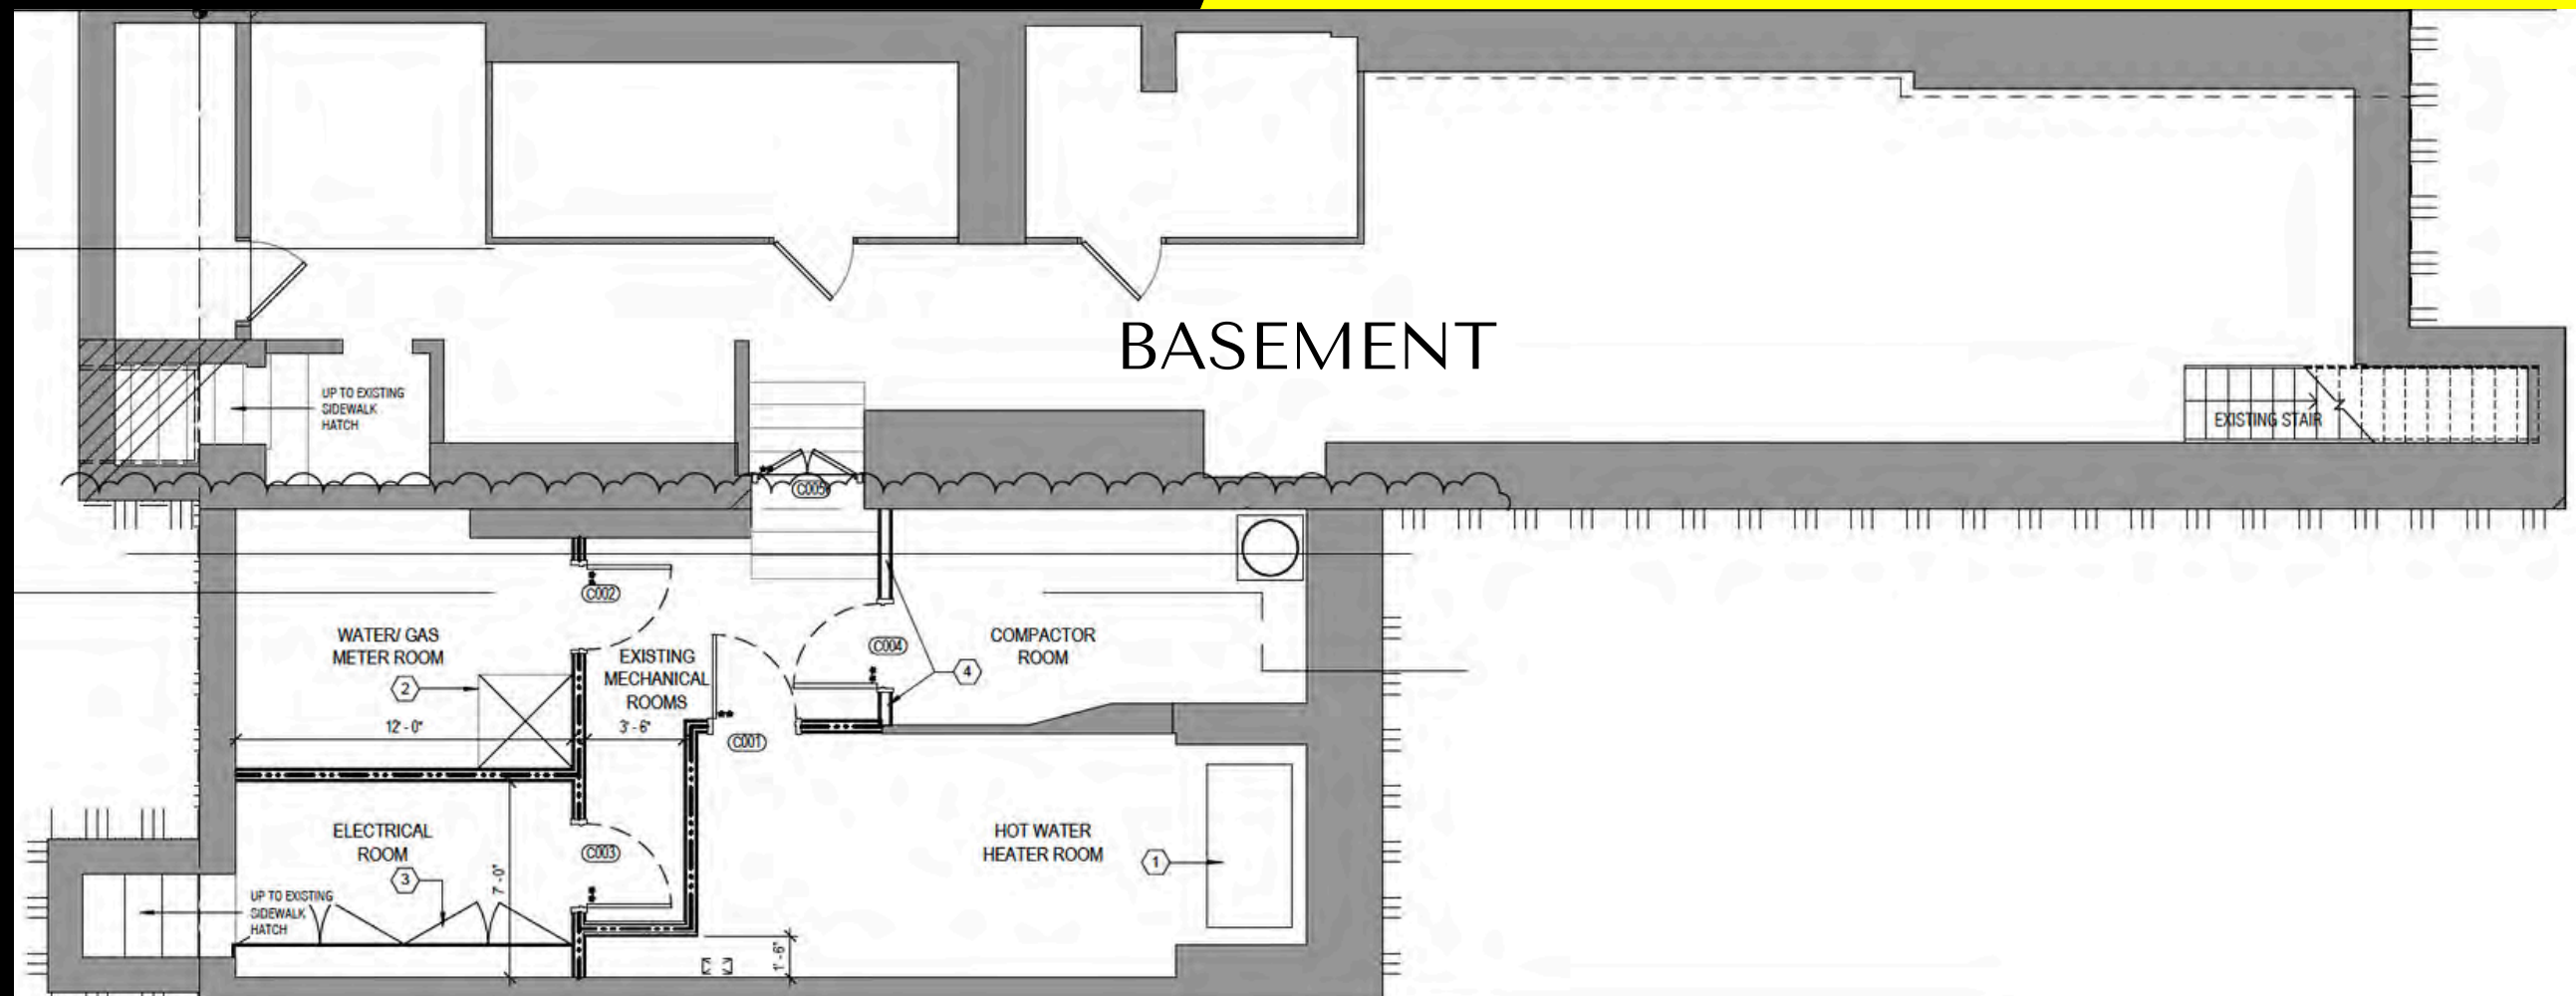 BASEMENT
UP TO EXISTING
SIDEWALK
HATCH
EXISTING STAIR
C005
C002
WATER/ GAS
METER ROOM
2
12' - 0"
EXISTING
MECHANICAL
ROOMS
3' - 6"
C004
4
COMPACTOR
ROOM
C001
ELECTRICAL
ROOM
3
7' - 0"
C003
HOT WATER
HEATER ROOM
1
UP TO EXISTING
SIDEWALK
HATCH
1' - 6"